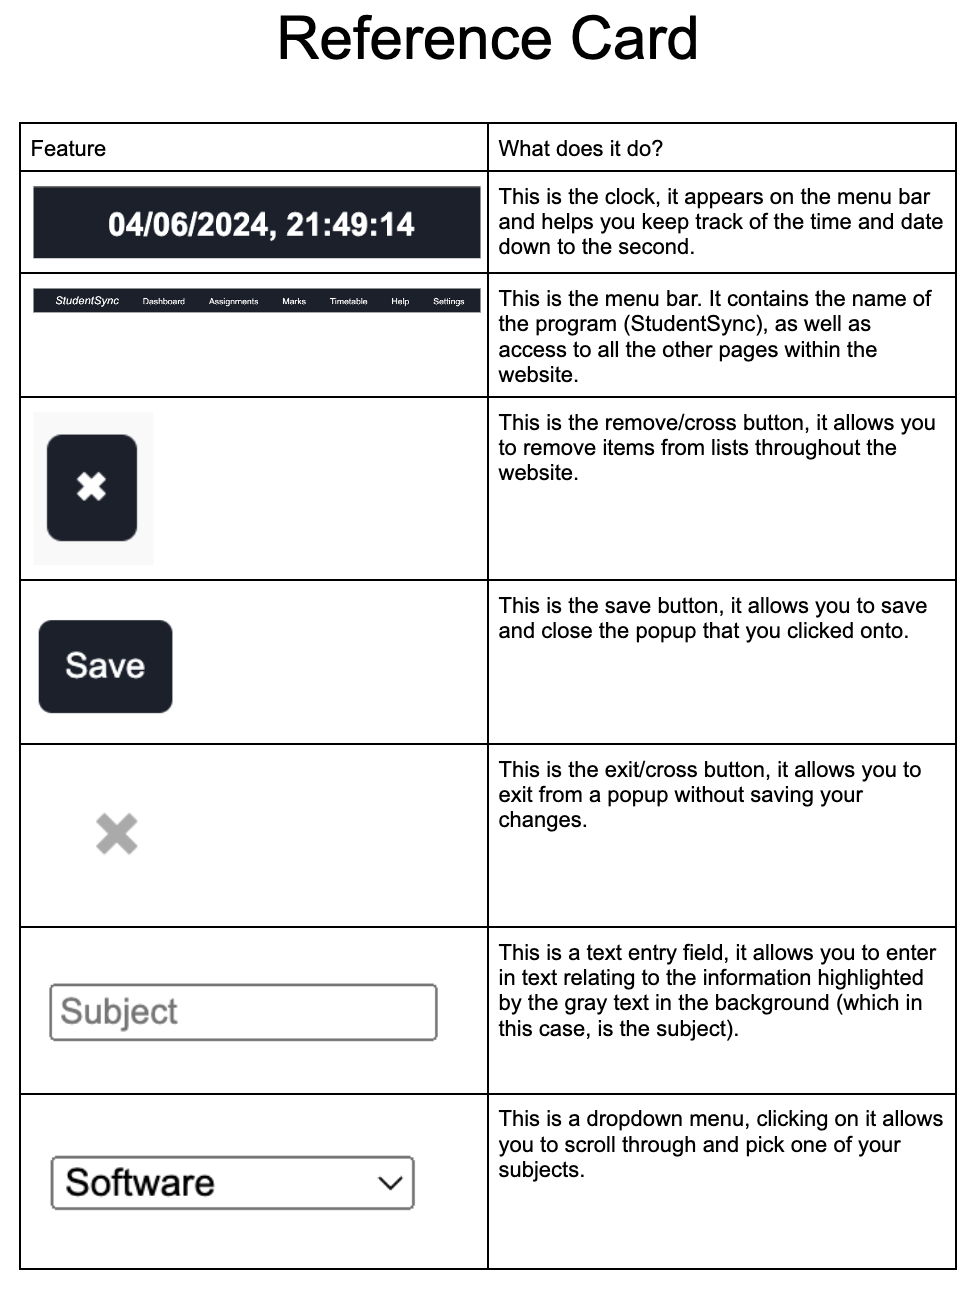 Reference Card
Feature
What does it do?
04/06/2024, 21:49:14
This is the clock, it appears on the menu bar
and helps you keep track of the time and date
down to the second.
StudentSync Dashboard Assignments Marks Timetable Help Settings
This is the menu bar. It contains the name of
the program (StudentSync), as well as
access to all the other pages within the
website.
This is the remove/cross button, it allows you
to remove items from lists throughout the
website.
Save
This is the save button, it allows you to save
and close the popup that you clicked onto.
This is the exit/cross button, it allows you to
exit from a popup without saving your
changes.
Subject
This is a text entry field, it allows you to enter
in text relating to the information highlighted
by the gray text in the background (which in
this case, is the subject).
Software
This is a dropdown menu, clicking on it allows
you to scroll through and pick one of your
subjects.